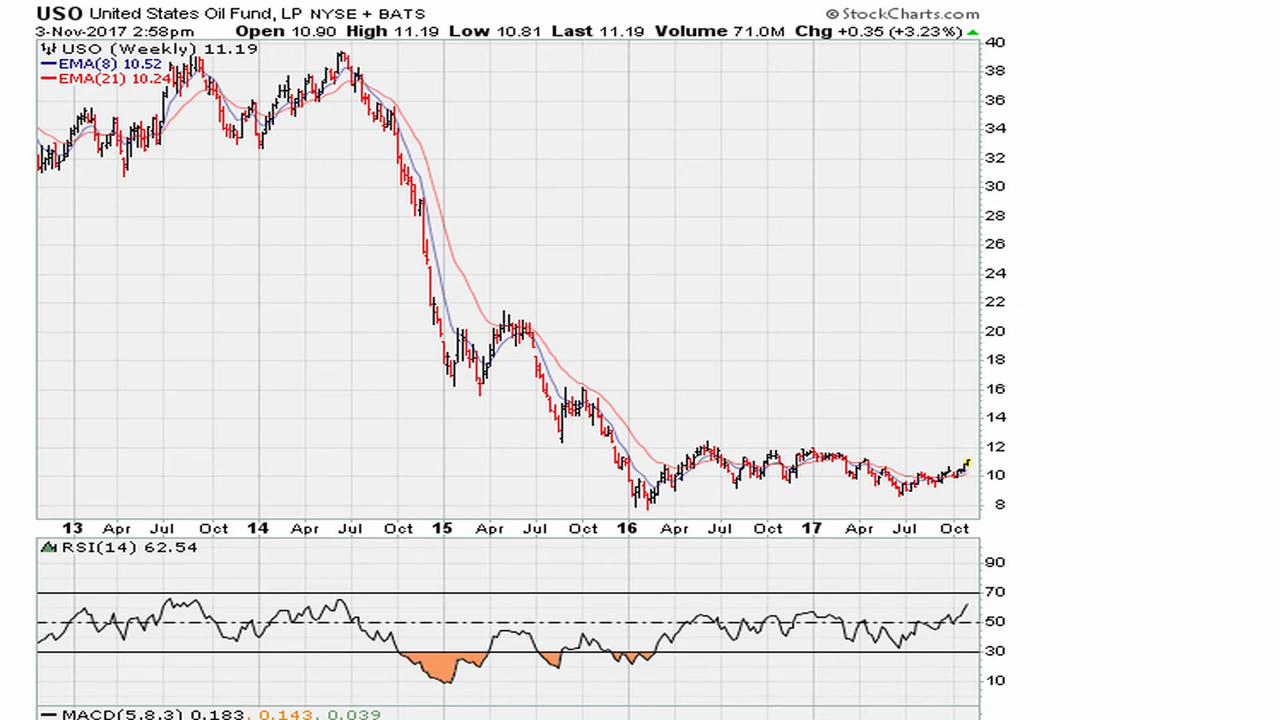 USO United States Oil Fund, LP NYSE + BATS © StockCharts.com
3-Nov-2017 2:58pm Open 10.90 High 11.19 Low 10.81 Last 11.19 Volume 71.0M Chg +0.35 (+3.23%)
USO (Weekly) 11.19
EMA(8) 10.52
EMA(21) 10.24
40
38
36
34
32
30
28
26
24
22
20
18
16
14
12
10
8
13 Apr Jul Oct 14 Apr Jul Oct 15 Apr Jul Oct 16 Apr Jul Oct 17 Apr Jul Oct
RSI(14) 62.54
90
70
50
30
10
MACD(5,8,3) 0.183, 0.143, 0.039